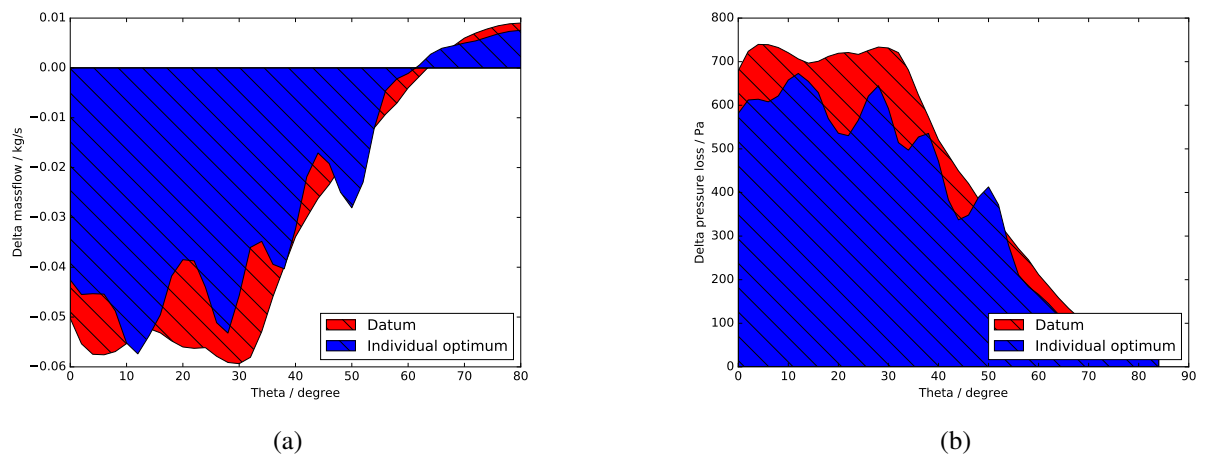 0.01
0.00
−0.01
−0.02
−0.03
−0.04
−0.05
−0.06
Delta massflow / kg/s
0 10 20 30 40 50 60 70 80
Theta / degree
Datum
Individual optimum
(a)
800
700
600
500
400
300
200
100
0
Delta pressure loss / Pa
0 10 20 30 40 50 60 70 80 90
Theta / degree
Datum
Individual optimum
(b)